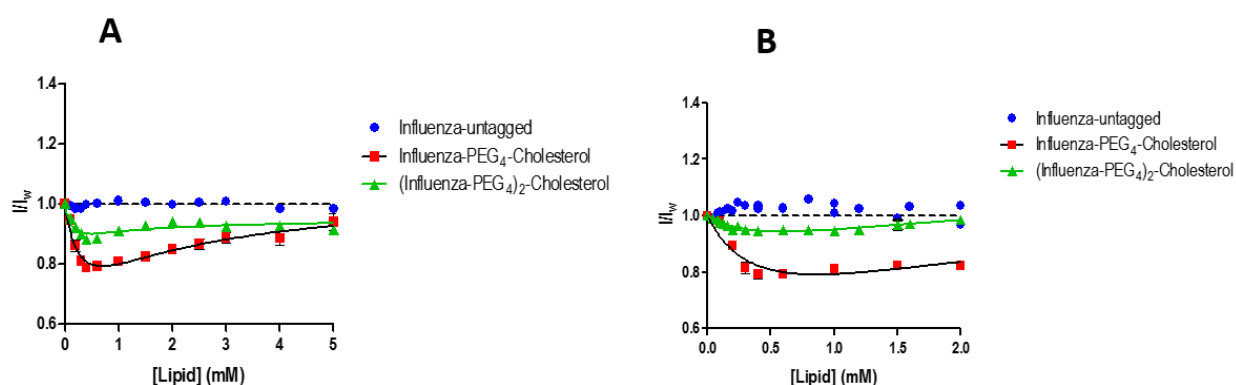 A
1.4
1.2
1.0
0.8
0.6
I/Iw
0
1
2
3
4
5
[Lipid] (mM)
Influenza-untagged
Influenza-PEG4-Cholesterol
(Influenza-PEG4)2-Cholesterol
B
1.4
1.2
1.0
0.8
0.6
I/Iw
0.0
0.5
1.0
1.5
2.0
[Lipid] (mM)
Influenza-untagged
Influenza-PEG4-Cholesterol
(Influenza-PEG4)2-Cholesterol